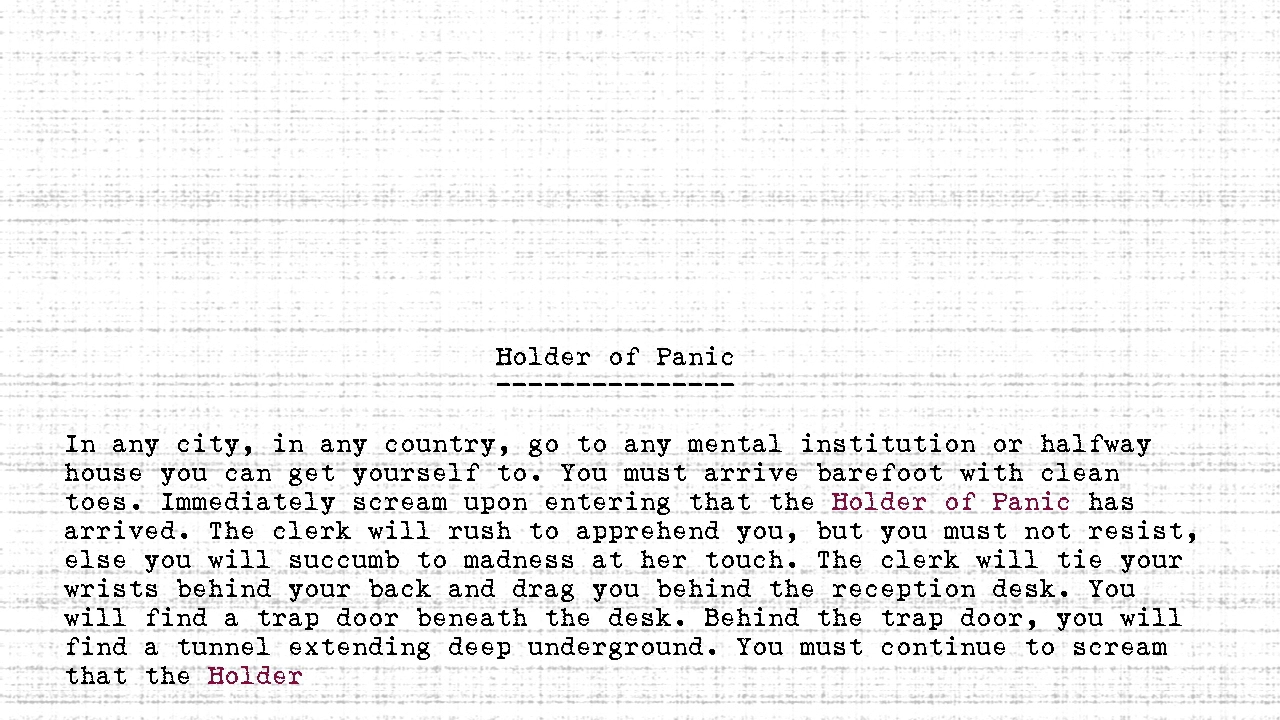 Holder of Panic
---------------
In any city, in any country, go to any mental institution or halfway
house you can get yourself to. You must arrive barefoot with clean
toes. Immediately scream upon entering that the Holder of Panic has
arrived. The clerk will rush to apprehend you, but you must not resist,
else you will succumb to madness at her touch. The clerk will tie your
wrists behind your back and drag you behind the reception desk. You
will find a trap door beneath the desk. Behind the trap door, you will
find a tunnel extending deep underground. You must continue to scream
that the Holder